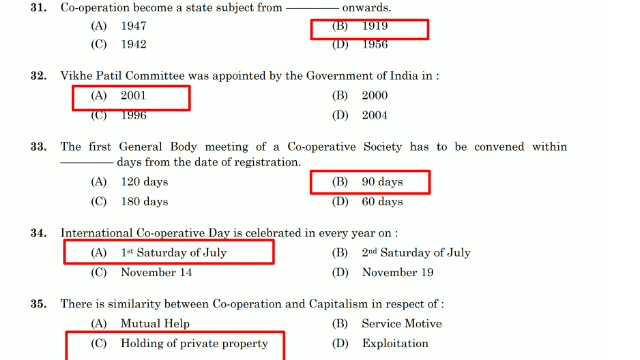 31. Co-operation become a state subject from ——— onwards.
(A) 1947 (B) 1919
(C) 1942 (D) 1956
32. Vikhe Patil Committee was appointed by the Government of India in :
(A) 2001 (B) 2000
(C) 1996 (D) 2004
33. The first General Body meeting of a Co-operative Society has to be convened within
——— days from the date of registration.
(A) 120 days (B) 90 days
(C) 180 days (D) 60 days
34. International Co-operative Day is celebrated in every year on :
(A) 1st Saturday of July (B) 2nd Saturday of July
(C) November 14 (D) November 19
35. There is similarity between Co-operation and Capitalism in respect of :
(A) Mutual Help (B) Service Motive
(C) Holding of private property (D) Exploitation